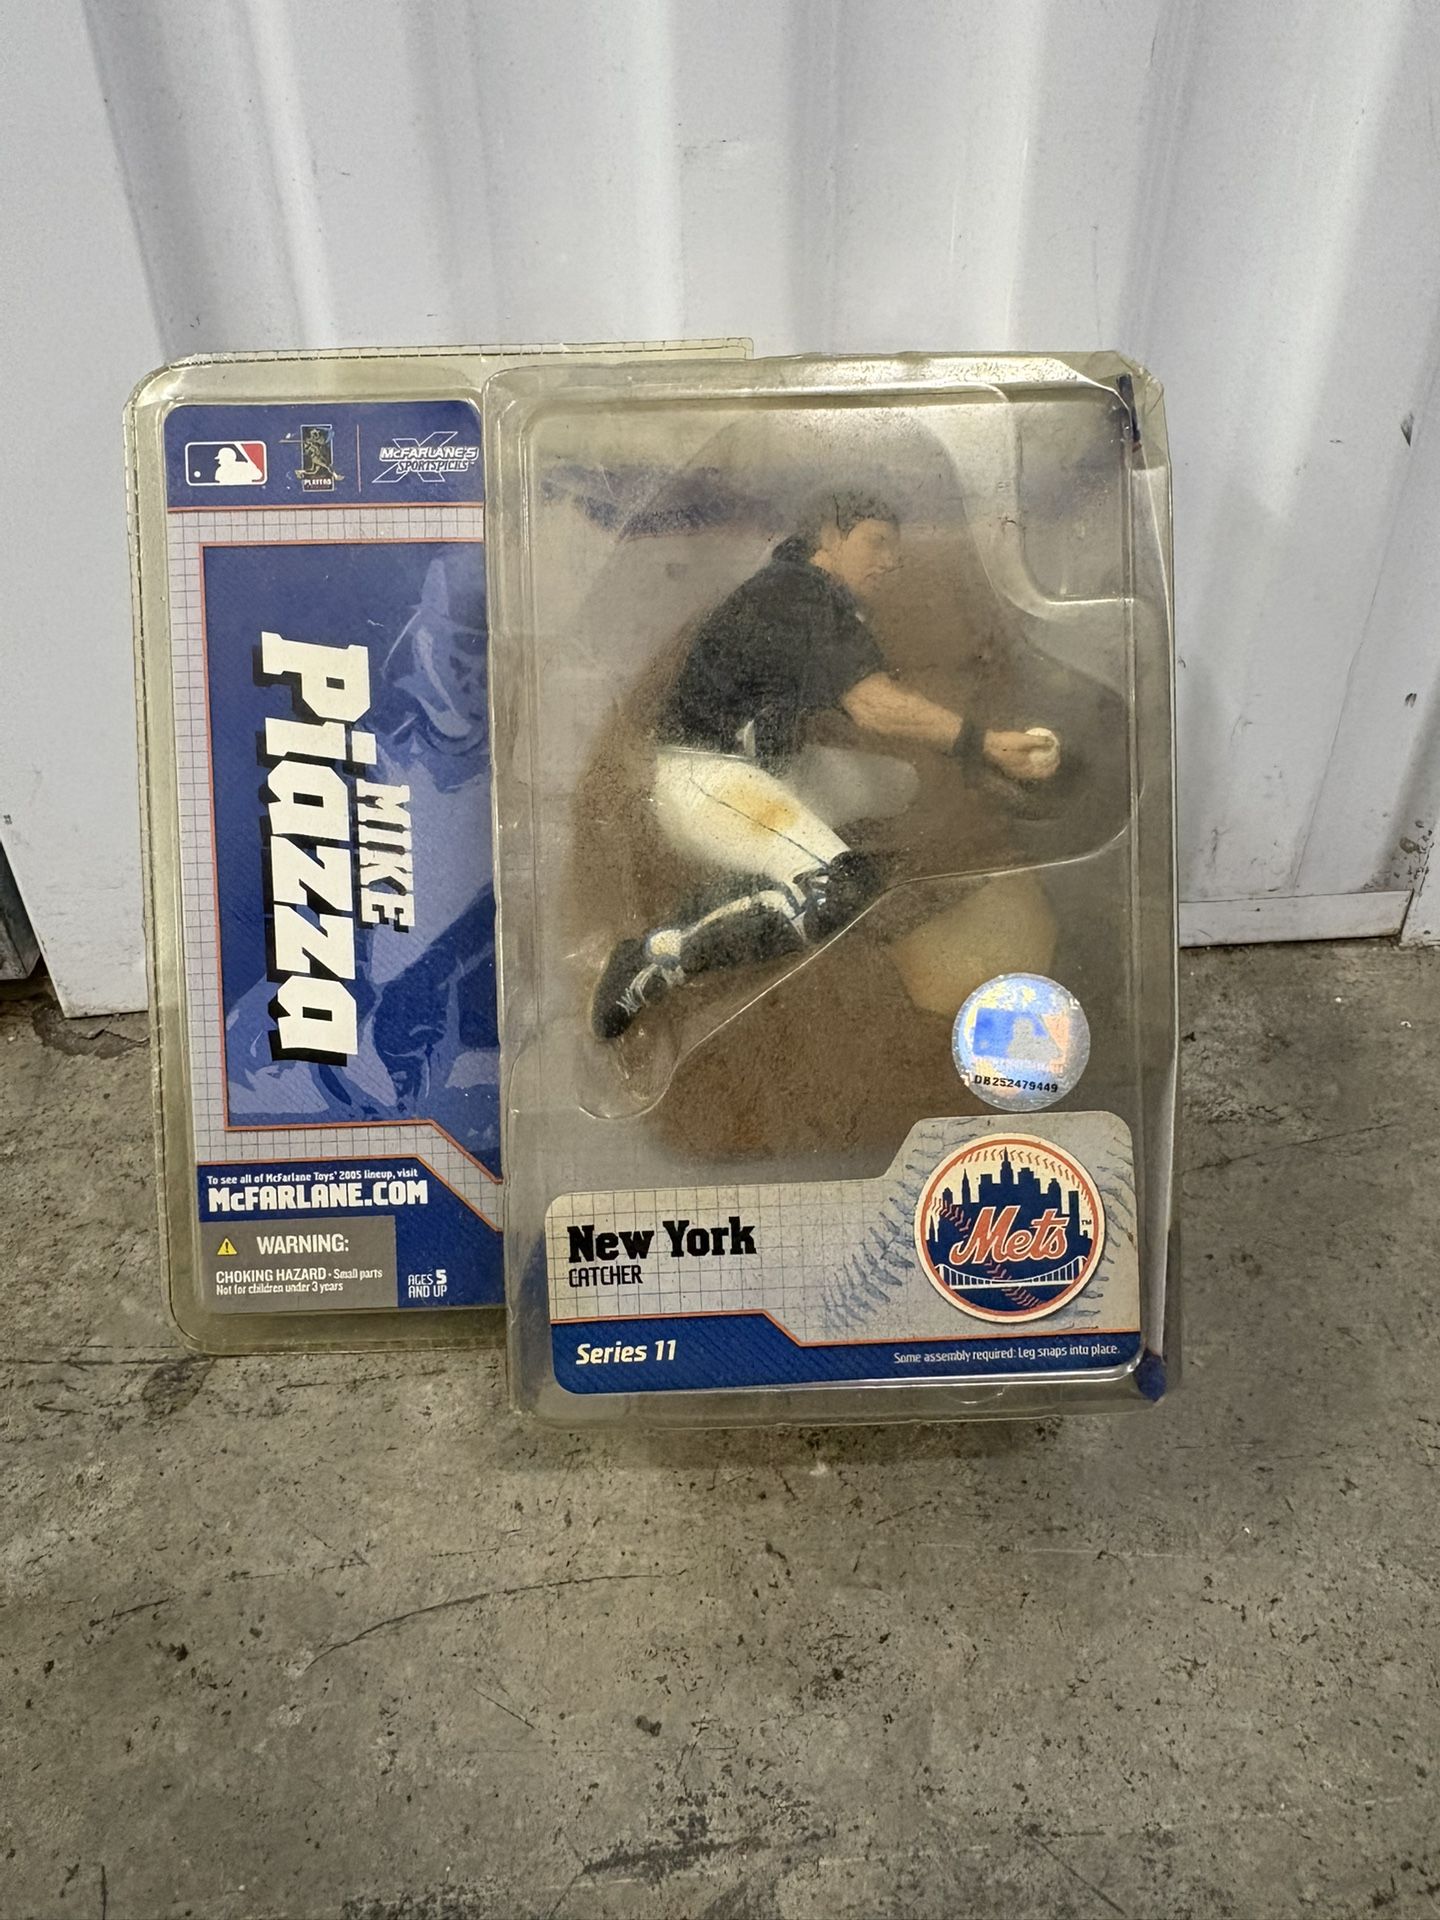 McFARLANE'S
SPORTSPICKS
PLAYERS
MIKE
Piazza
To see all of McFarlane Toys' 2005 lineup, visit
McFARLANE.COM
WARNING:
CHOKING HAZARD - Small parts
Not for children under 3 years
AGES 5
AND UP
DB252479449
New York
CATCHER
Mets
TM
Series 11
Some assembly required: Leg snaps into place.